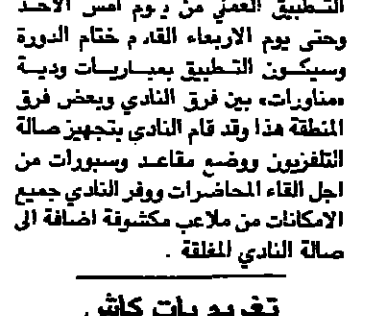 التطبيق العملي من يوم امس الاحد
وحتى يوم الاربعاء القادم ختام الدورة
وسيكون التطبيق بمباريات ودية
«مناورات» بين فرق النادي وبعض فرق
المنطقة هذا وقد قام النادي بتجهيز صالة
التلفزيون ووضع مقاعد وسبورات من
اجل القاء المحاضرات ووفر النادي جميع
الامكانات من ملاعب مكشوفة اضافة الى
صالة النادي المغلقة .